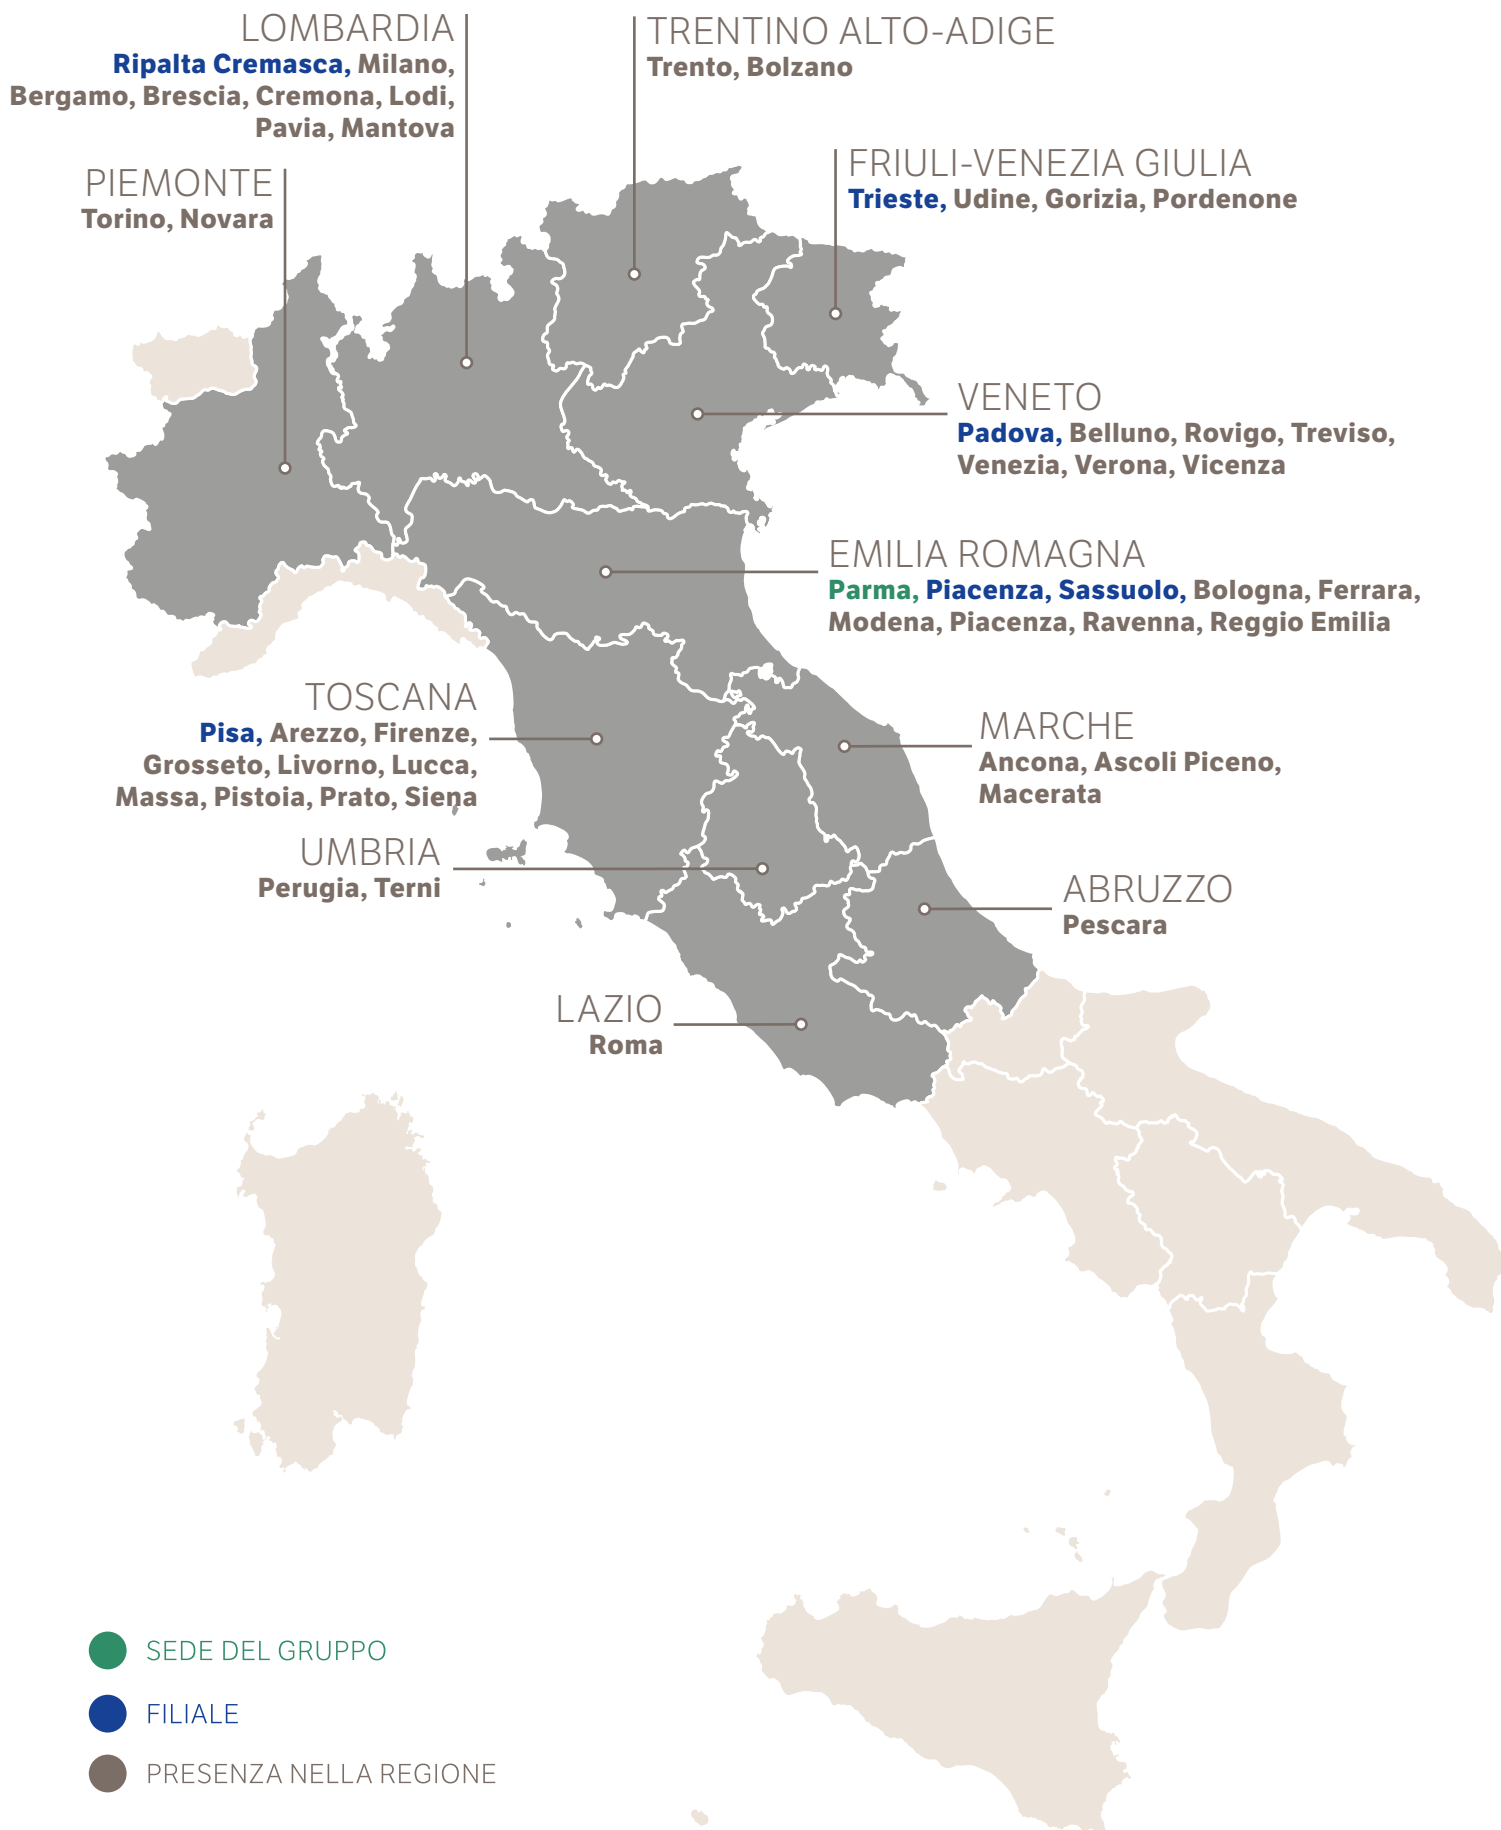 LOMBARDIA
Ripalta Cremasca, Milano,
Bergamo, Brescia, Cremona, Lodi,
Pavia, Mantova
TRENTINO ALTO-ADIGE
Trento, Bolzano
PIEMONTE
Torino, Novara
FRIULI-VENEZIA GIULIA
Trieste, Udine, Gorizia, Pordenone
VENETO
Padova, Belluno, Rovigo, Treviso,
Venezia, Verona, Vicenza
EMILIA ROMAGNA
Parma, Piacenza, Sassuolo, Bologna, Ferrara,
Modena, Piacenza, Ravenna, Reggio Emilia
TOSCANA
Pisa, Arezzo, Firenze,
Grosseto, Livorno, Lucca,
Massa, Pistoia, Prato, Siena
MARCHE
Ancona, Ascoli Piceno,
Macerata
UMBRIA
Perugia, Terni
ABRUZZO
Pescara
LAZIO
Roma
SEDE DEL GRUPPO
FILIALE
PRESENZA NELLA REGIONE